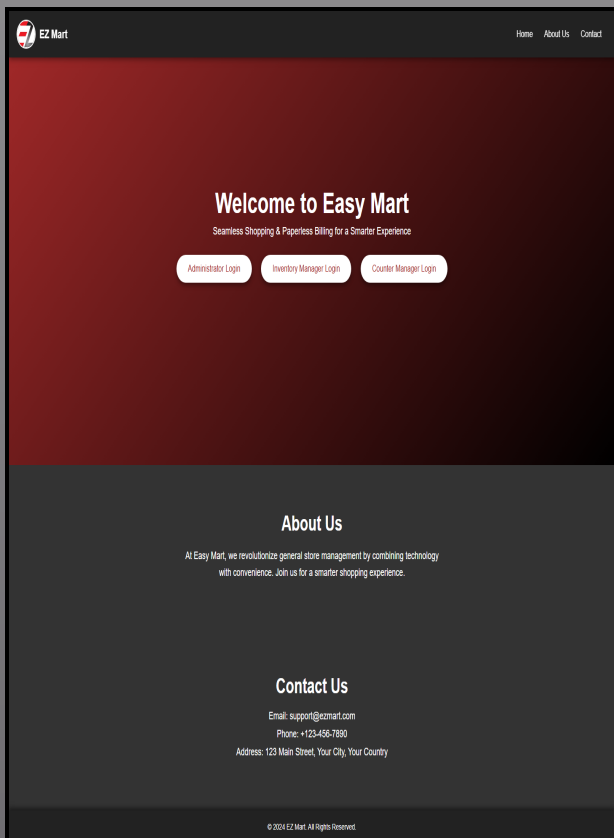 EZ Mart
Home About Us Contact
Welcome to Easy Mart
Seamless Shopping & Paperless Billing for a Smarter Experience
Administrator Login Inventory Manager Login Counter Manager Login
About Us
At Easy Mart, we revolutionize general store management by combining technology
with convenience. Join us for a smarter shopping experience.
Contact Us
Email: support@ezmart.com
Phone: +123-456-7890
Address: 123 Main Street, Your City, Your Country
© 2024 EZ Mart. All Rights Reserved.